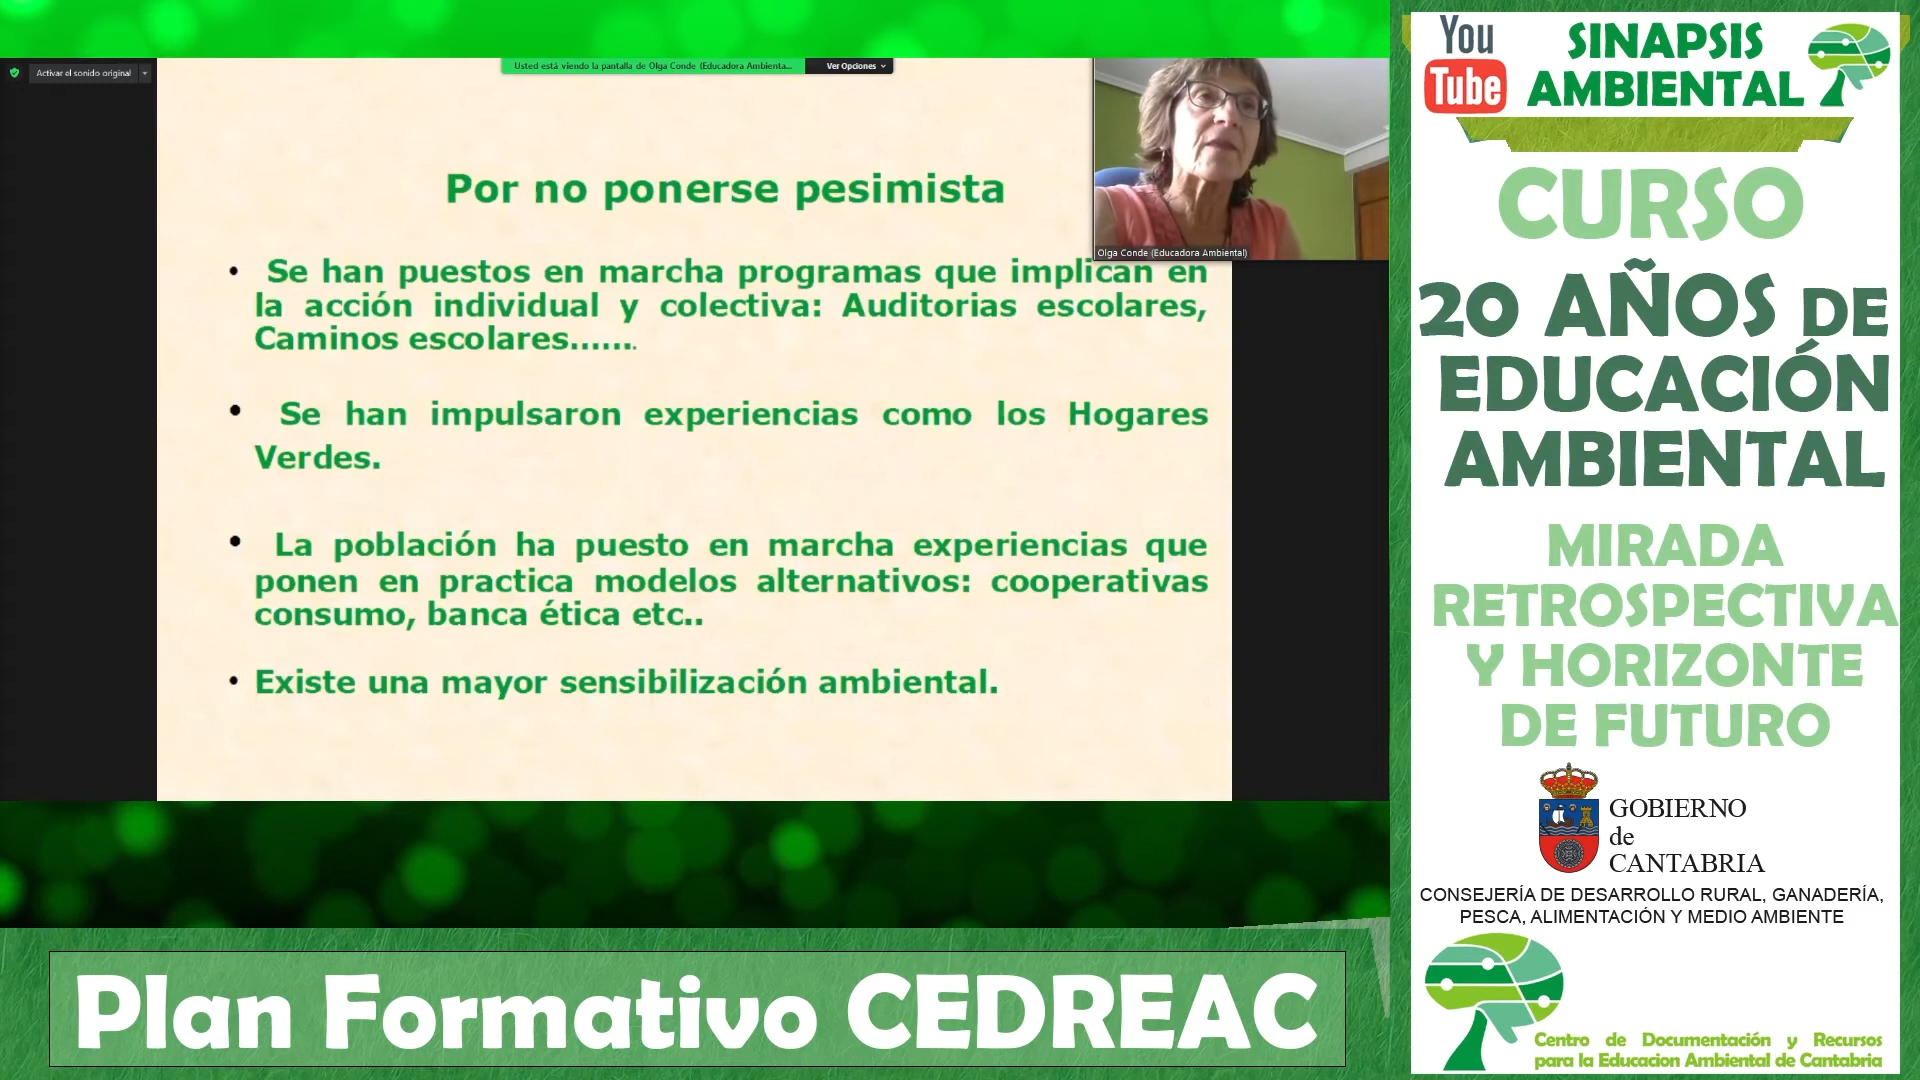 Activar el sonido original
Usted está viendo la pantalla de Olga Conde (Educadora Ambienta...
Ver Opciones
Por no ponerse pesimista
• Se han puestos en marcha programas que implican en
la acción individual y colectiva: Auditorias escolares,
Caminos escolares.......
• Se han impulsaron experiencias como los Hogares
Verdes.
• La población ha puesto en marcha experiencias que
ponen en practica modelos alternativos: cooperativas
consumo, banca ética etc..
• Existe una mayor sensibilización ambiental.
Olga Conde (Educadora Ambiental)
Plan Formativo CEDREAC
You
Tube
SINAPSIS
AMBIENTAL
CURSO
20 AÑOS DE
EDUCACIÓN
AMBIENTAL
MIRADA
RETROSPECTIVA
Y HORIZONTE
DE FUTURO
GOBIERNO
de
CANTABRIA
CONSEJERÍA DE DESARROLLO RURAL, GANADERÍA,
PESCA, ALIMENTACIÓN Y MEDIO AMBIENTE
Centro de Documentación y Recursos
para la Educacion Ambiental de Cantabria